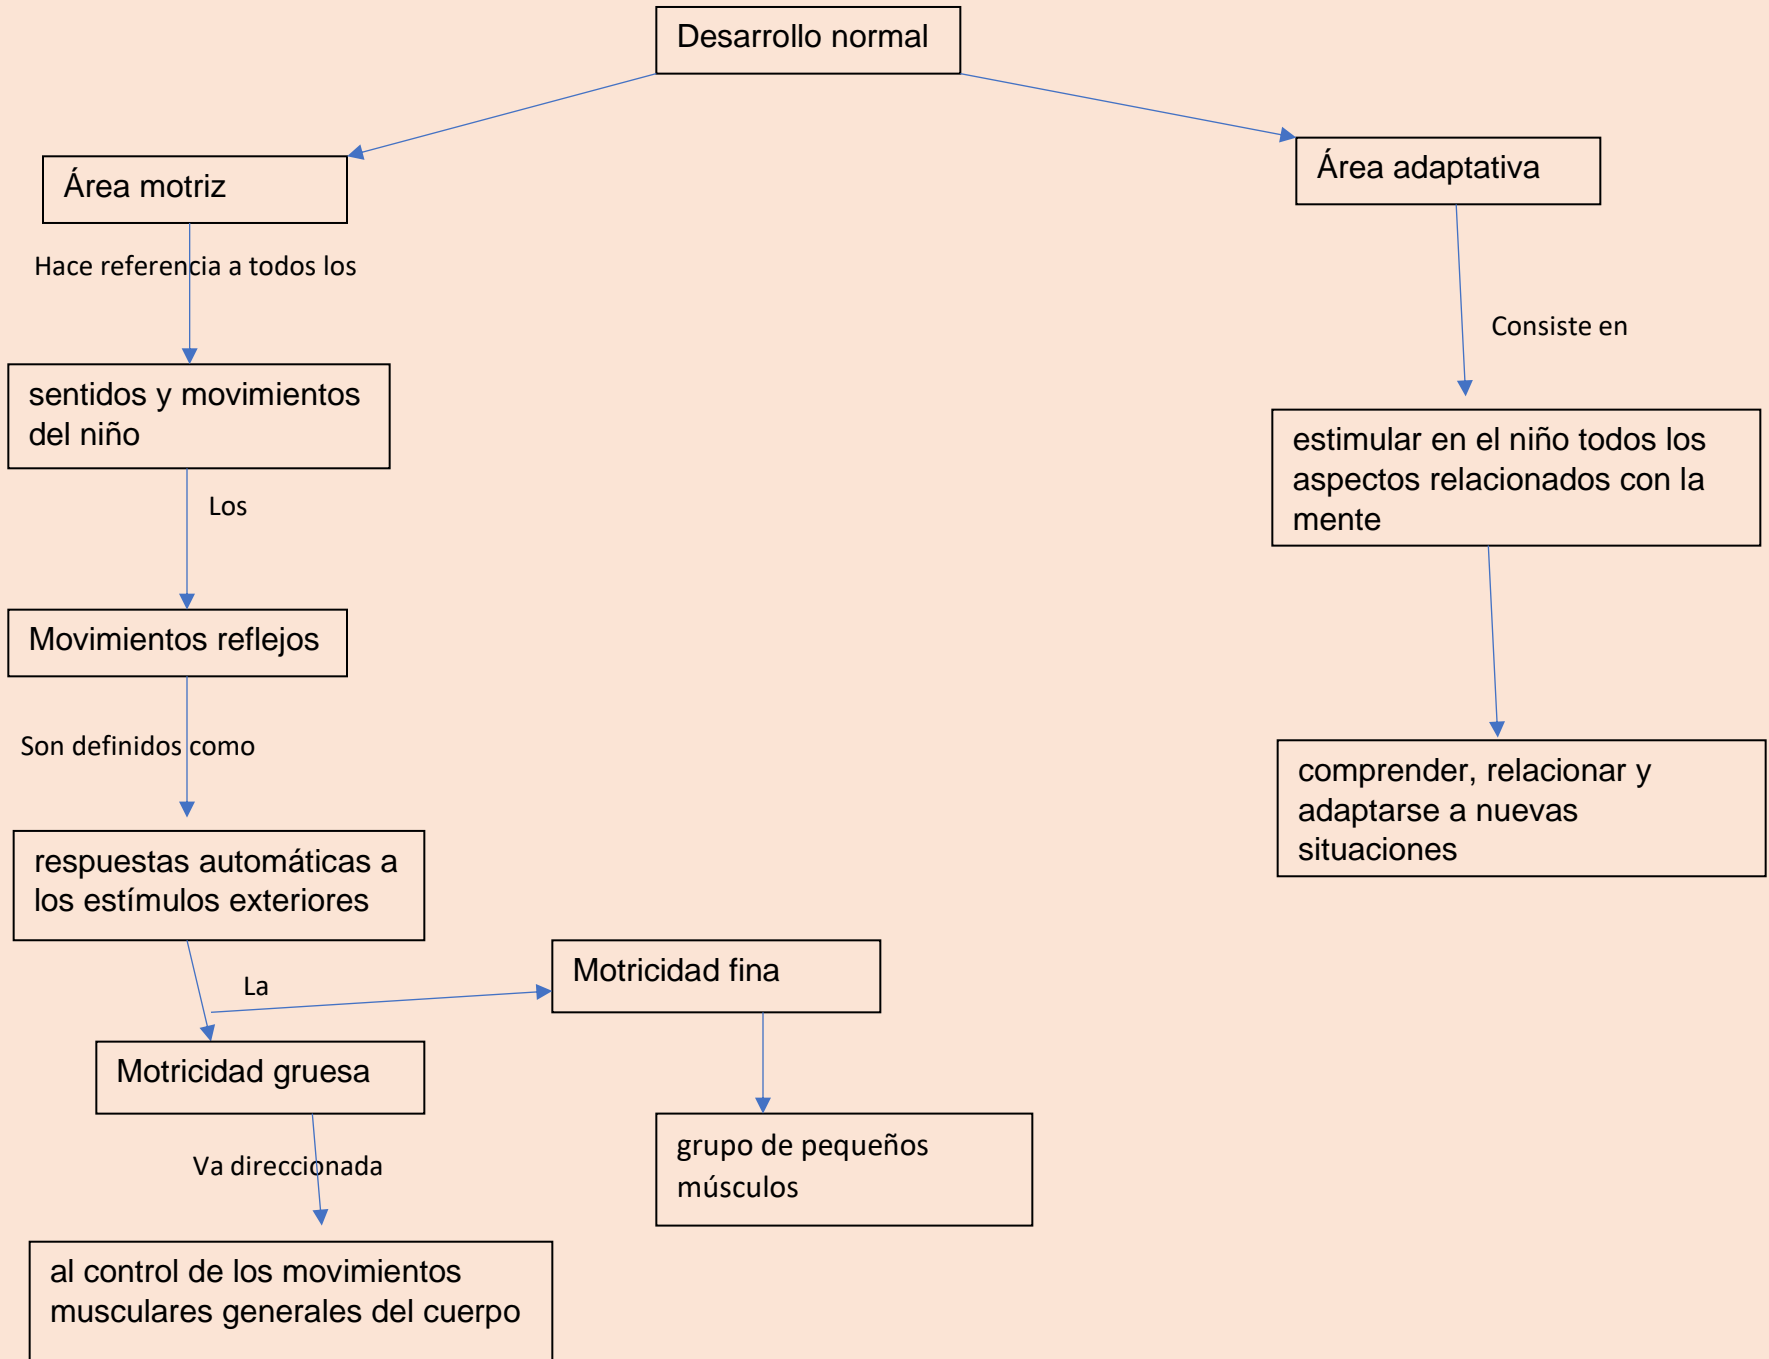 Desarrollo normal
Área motriz
Área adaptativa
Hace referencia a todos los
Consiste en
sentidos y movimientos
del niño
estimular en el niño todos los
aspectos relacionados con la
mente
Los
Movimientos reflejos
Son definidos como
comprender, relacionar y
adaptarse a nuevas
situaciones
respuestas automáticas a
los estímulos exteriores
La
Motricidad fina
Motricidad gruesa
grupo de pequeños
músculos
Va direccionada
al control de los movimientos
musculares generales del cuerpo